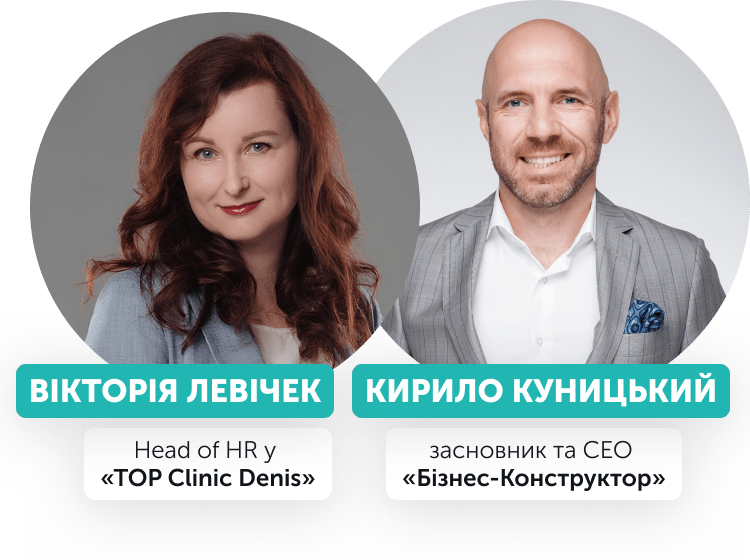 ВІКТОРІЯ ЛЕВІЧЕК
Head of HR у
«TOP Clinic Denis»
КИРИЛО КУНИЦЬКИЙ
засновник та CEO
«Бізнес-Конструктор»